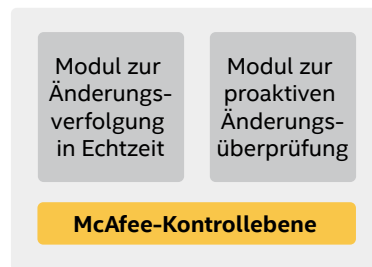 Modul zur
Änderungs-
verfolgung
in Echtzeit
Modul zur
proaktiven
Änderungs-
überprüfung
McAfee-Kontrollebene